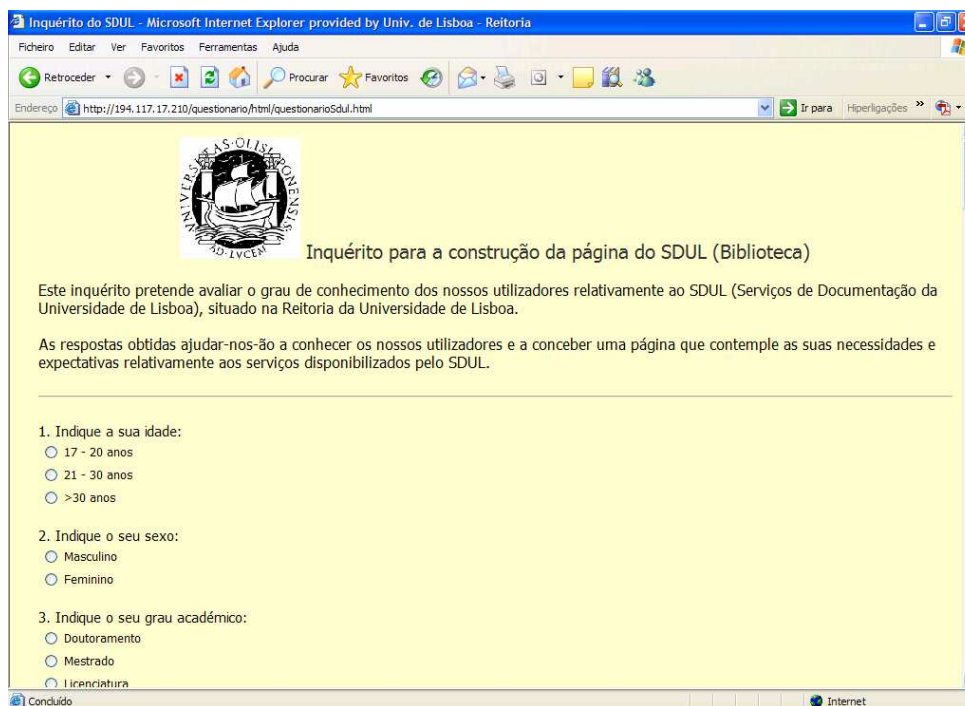 Inquérito do SDUL - Microsoft Internet Explorer provided by Univ. de Lisboa - Reitoria
Ficheiro Editar Ver Favoritos Ferramentas Ajuda
Retroceder Procurar Favoritos
Endereço http://194.117.17.210/questionario/html/questionarioSdul.html Ir para Hiperligações »
UNIVERSITAS·OLISIPONENSIS
AD·LVCEM
Inquérito para a construção da página do SDUL (Biblioteca)
Este inquérito pretende avaliar o grau de conhecimento dos nossos utilizadores relativamente ao SDUL (Serviços de Documentação da
Universidade de Lisboa), situado na Reitoria da Universidade de Lisboa.
As respostas obtidas ajudar-nos-ão a conhecer os nossos utilizadores e a conceber uma página que contemple as suas necessidades e
expectativas relativamente aos serviços disponibilizados pelo SDUL.
1. Indique a sua idade:
17 - 20 anos
21 - 30 anos
>30 anos
2. Indique o seu sexo:
Masculino
Feminino
3. Indique o seu grau académico:
Doutoramento
Mestrado
Licenciatura
Concluído Internet